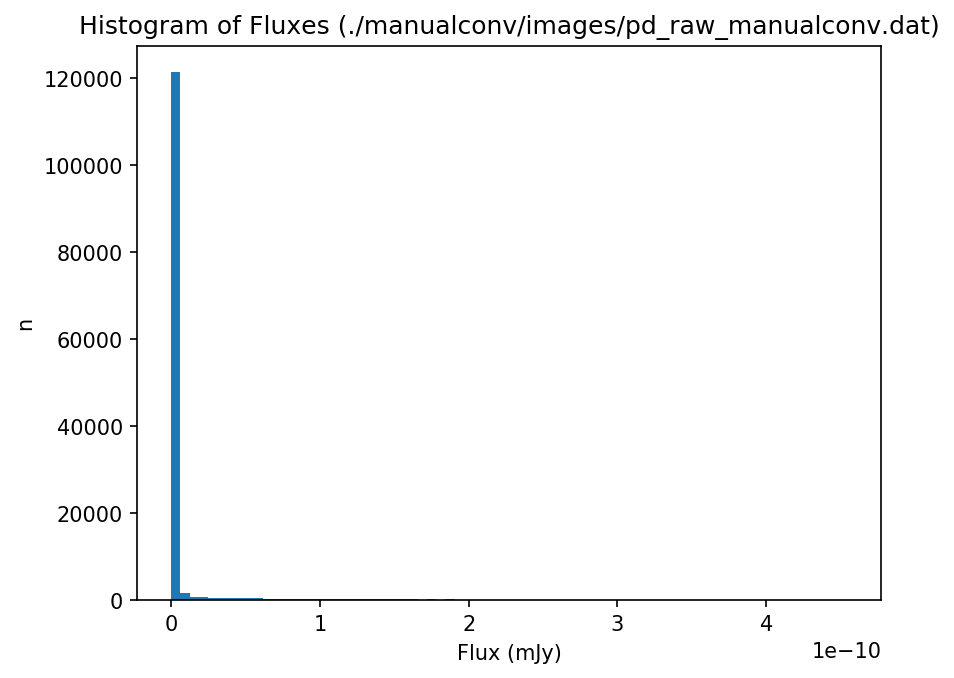 Histogram of Fluxes (./manualconv/images/pd_raw_manualconv.dat)
120000
100000
80000
60000
40000
20000
0
n
0 1 2 3 4
1e−10
Flux (mJy)